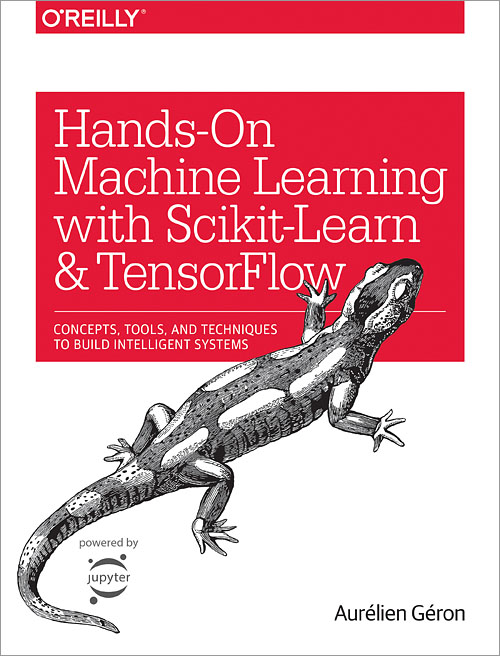 O'REILLY®
Hands-On
Machine Learning
with Scikit-Learn
& TensorFlow
CONCEPTS, TOOLS, AND TECHNIQUES
TO BUILD INTELLIGENT SYSTEMS
powered by
jupyter
Aurélien Géron